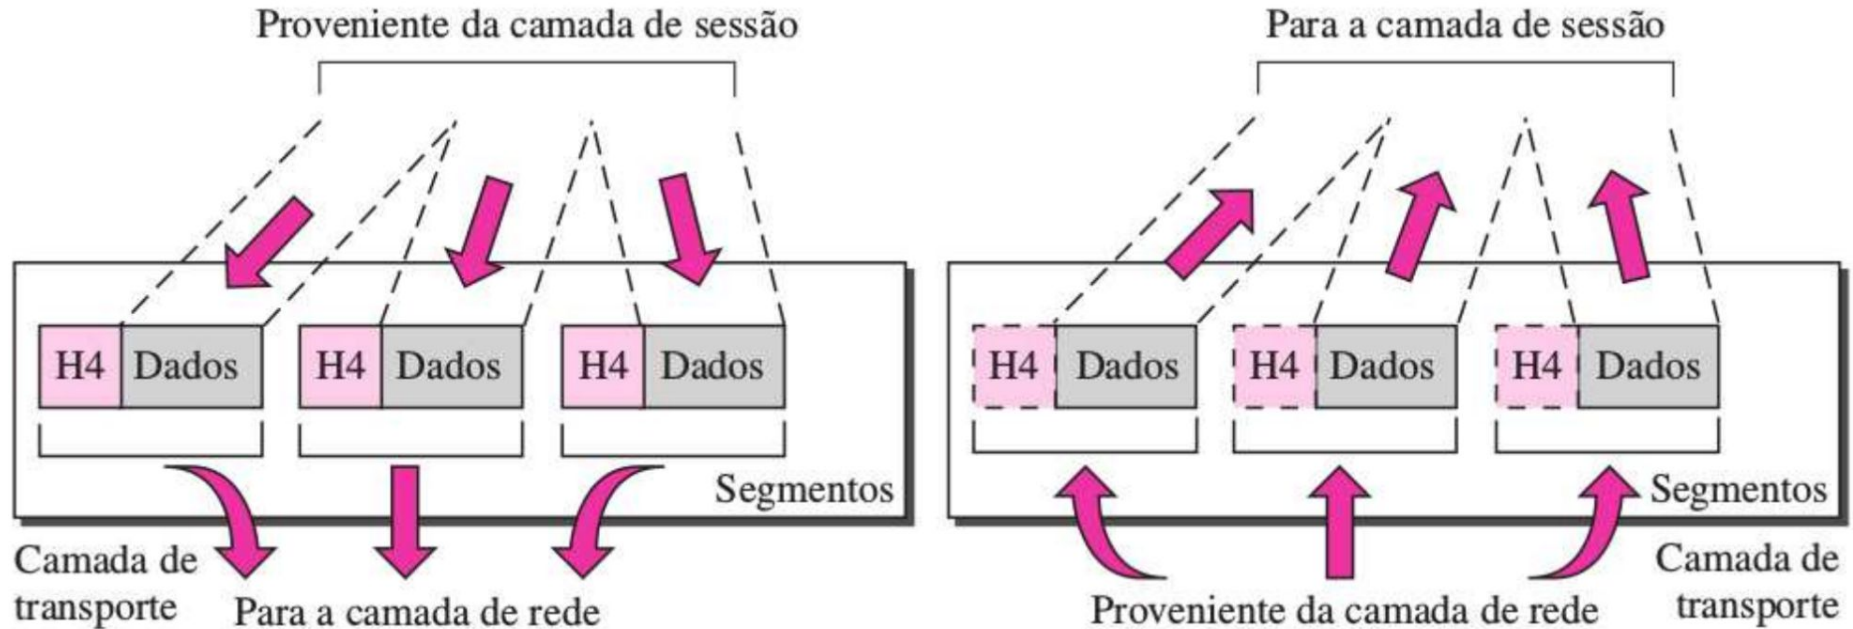 Proveniente da camada de sessão
H4 Dados H4 Dados H4 Dados
Segmentos
Camada de
transporte
Para a camada de rede
Para a camada de sessão
H4 Dados H4 Dados H4 Dados
Segmentos
Camada de
transporte
Proveniente da camada de rede